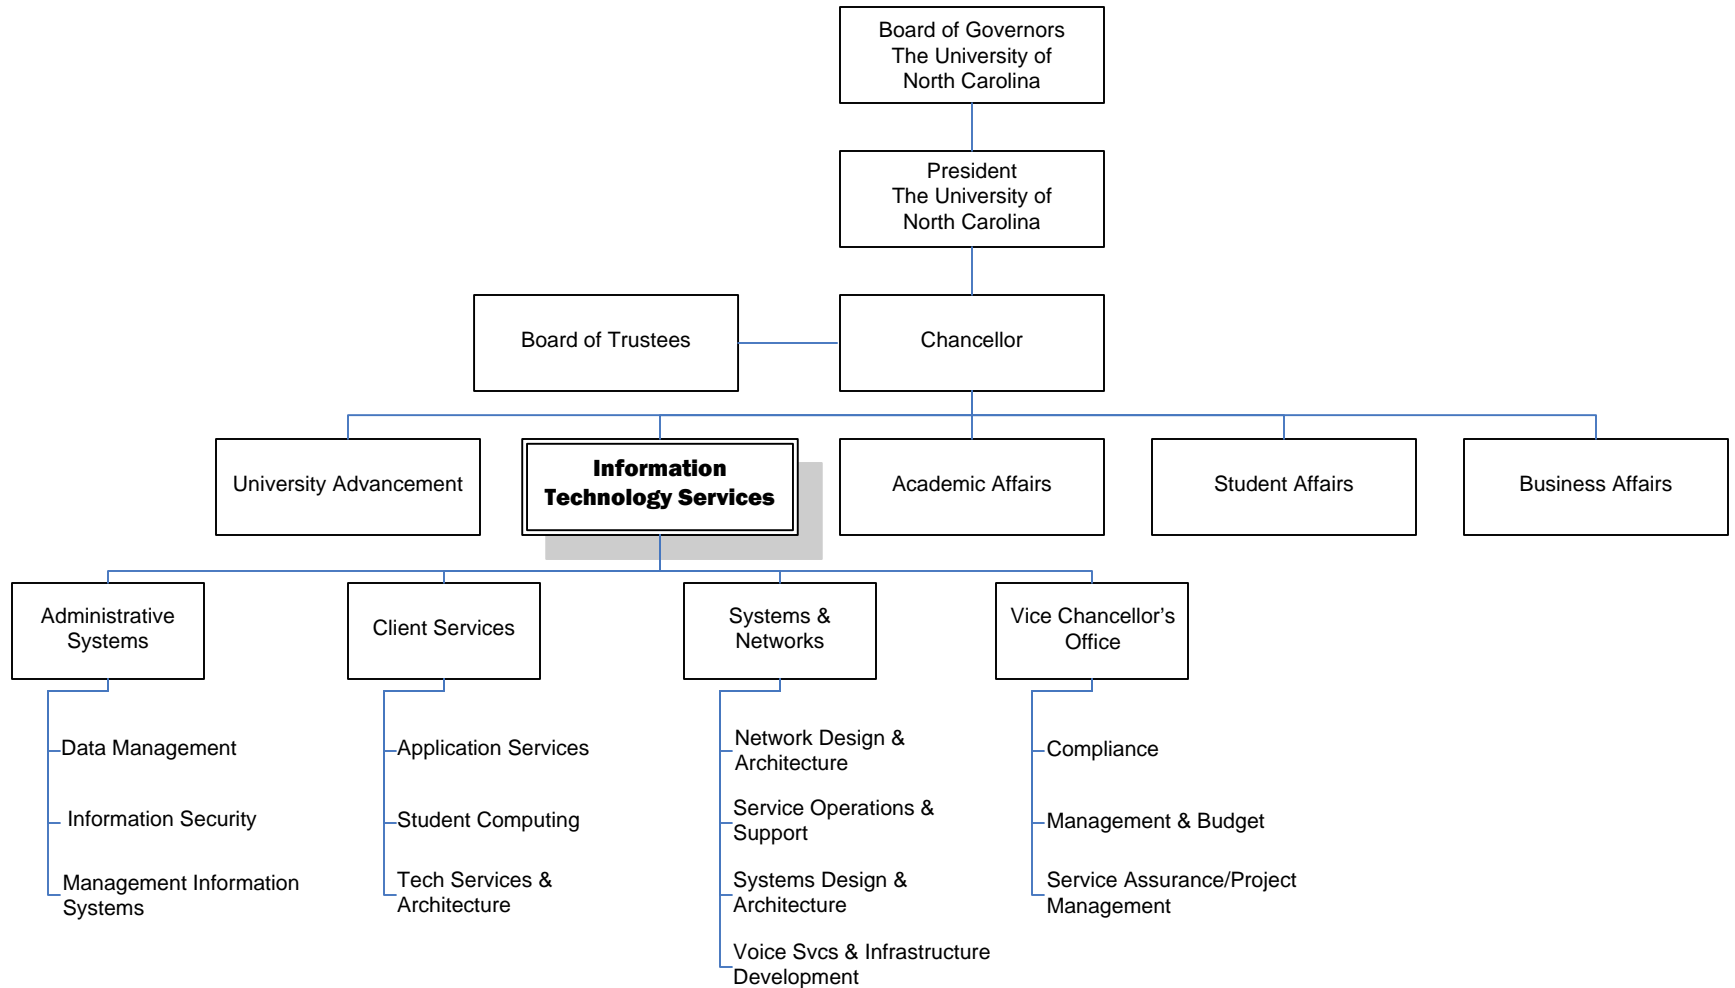 Board of Governors
The University of
North Carolina
President
The University of
North Carolina
Board of Trustees
Chancellor
University Advancement
Information
Technology Services
Academic Affairs
Student Affairs
Business Affairs
Administrative
Systems
Client Services
Systems &
Networks
Vice Chancellor’s
Office
Data Management
Information Security
Management Information
Systems
Application Services
Student Computing
Tech Services &
Architecture
Network Design &
Architecture
Service Operations &
Support
Systems Design &
Architecture
Voice Svcs & Infrastructure
Development
Compliance
Management & Budget
Service Assurance/Project
Management